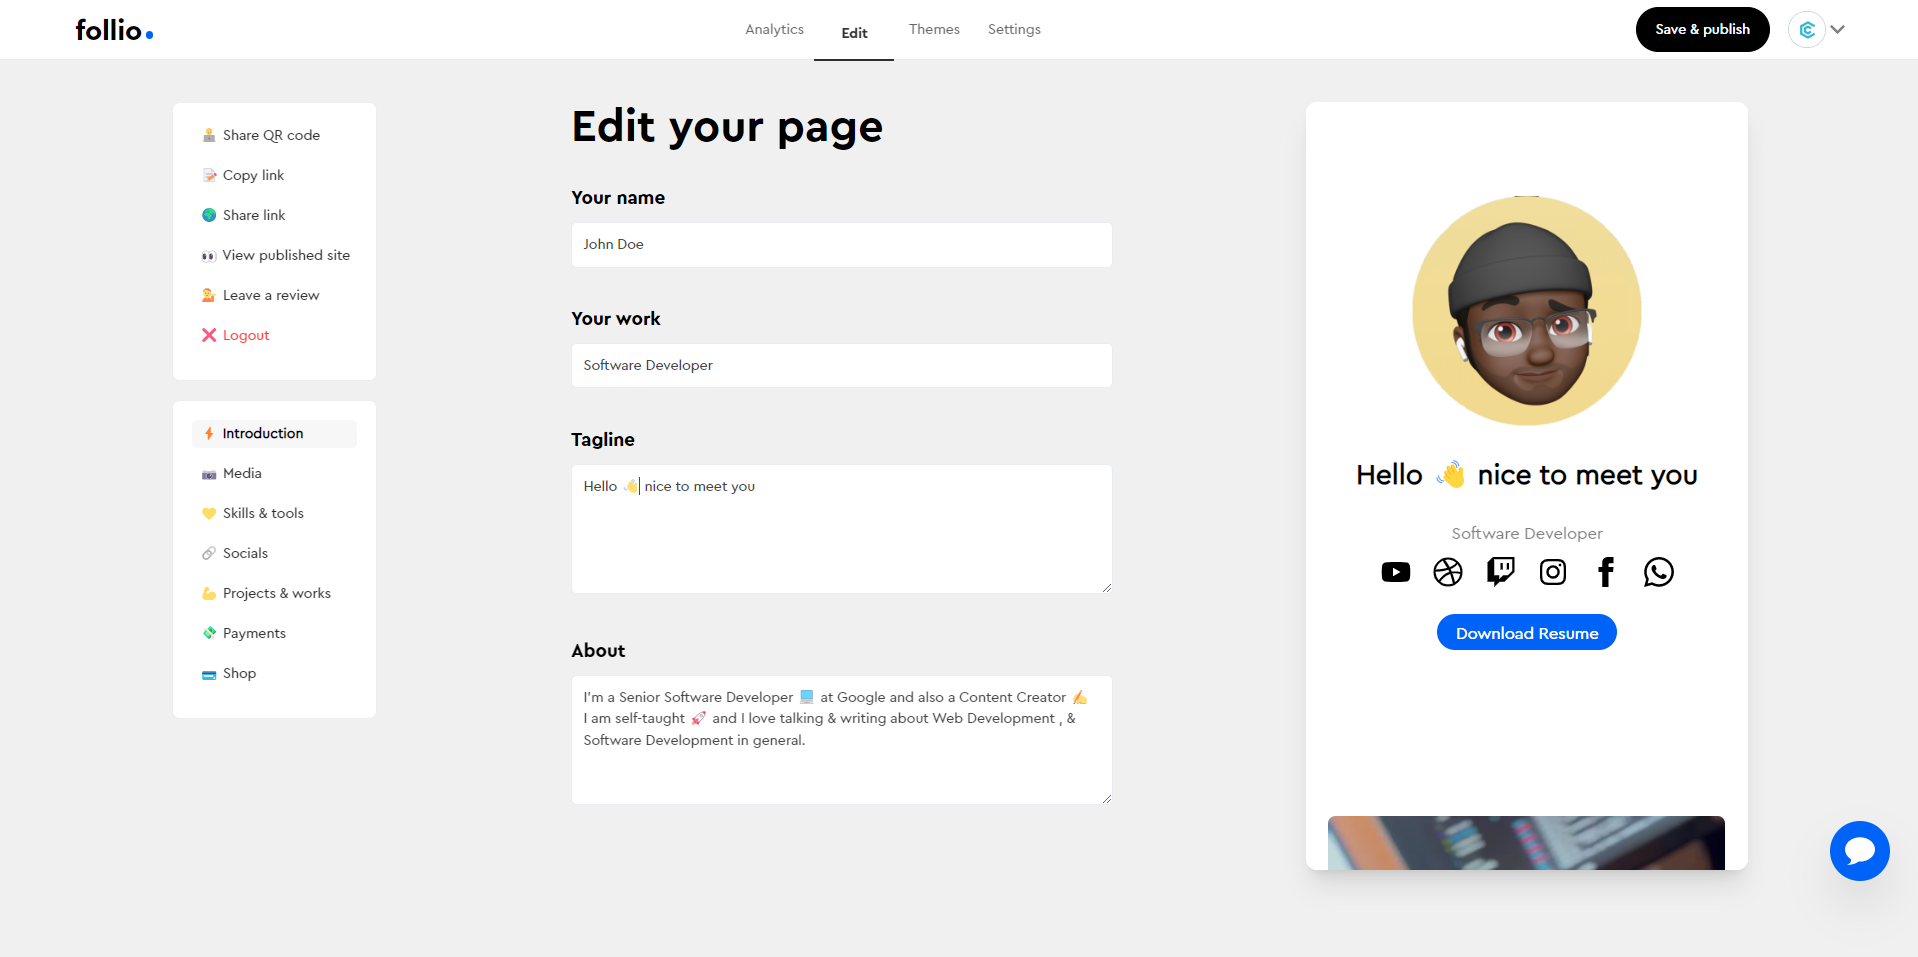 follio.
Analytics
Edit
Themes
Settings
Save & publish
Share QR code
Copy link
Share link
View published site
Leave a review
Logout
Introduction
Media
Skills & tools
Socials
Projects & works
Payments
Shop
Edit your page
Your name
John Doe
Your work
Software Developer
Tagline
Hello 👋 nice to meet you
About
I'm a Senior Software Developer 💻 at Google and also a Content Creator ✍️
I am self-taught 🚀 and I love talking & writing about Web Development , &
Software Development in general.
Hello 👋 nice to meet you
Software Developer
Download Resume